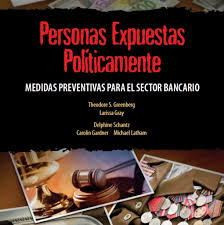 Personas Expuestas
Políticamente
MEDIDAS PREVENTIVAS PARA EL SECTOR BANCARIO
Theodore S. Greenberg
Larissa Gray
Delphine Schantz
Carolin Gardner Michael Latham